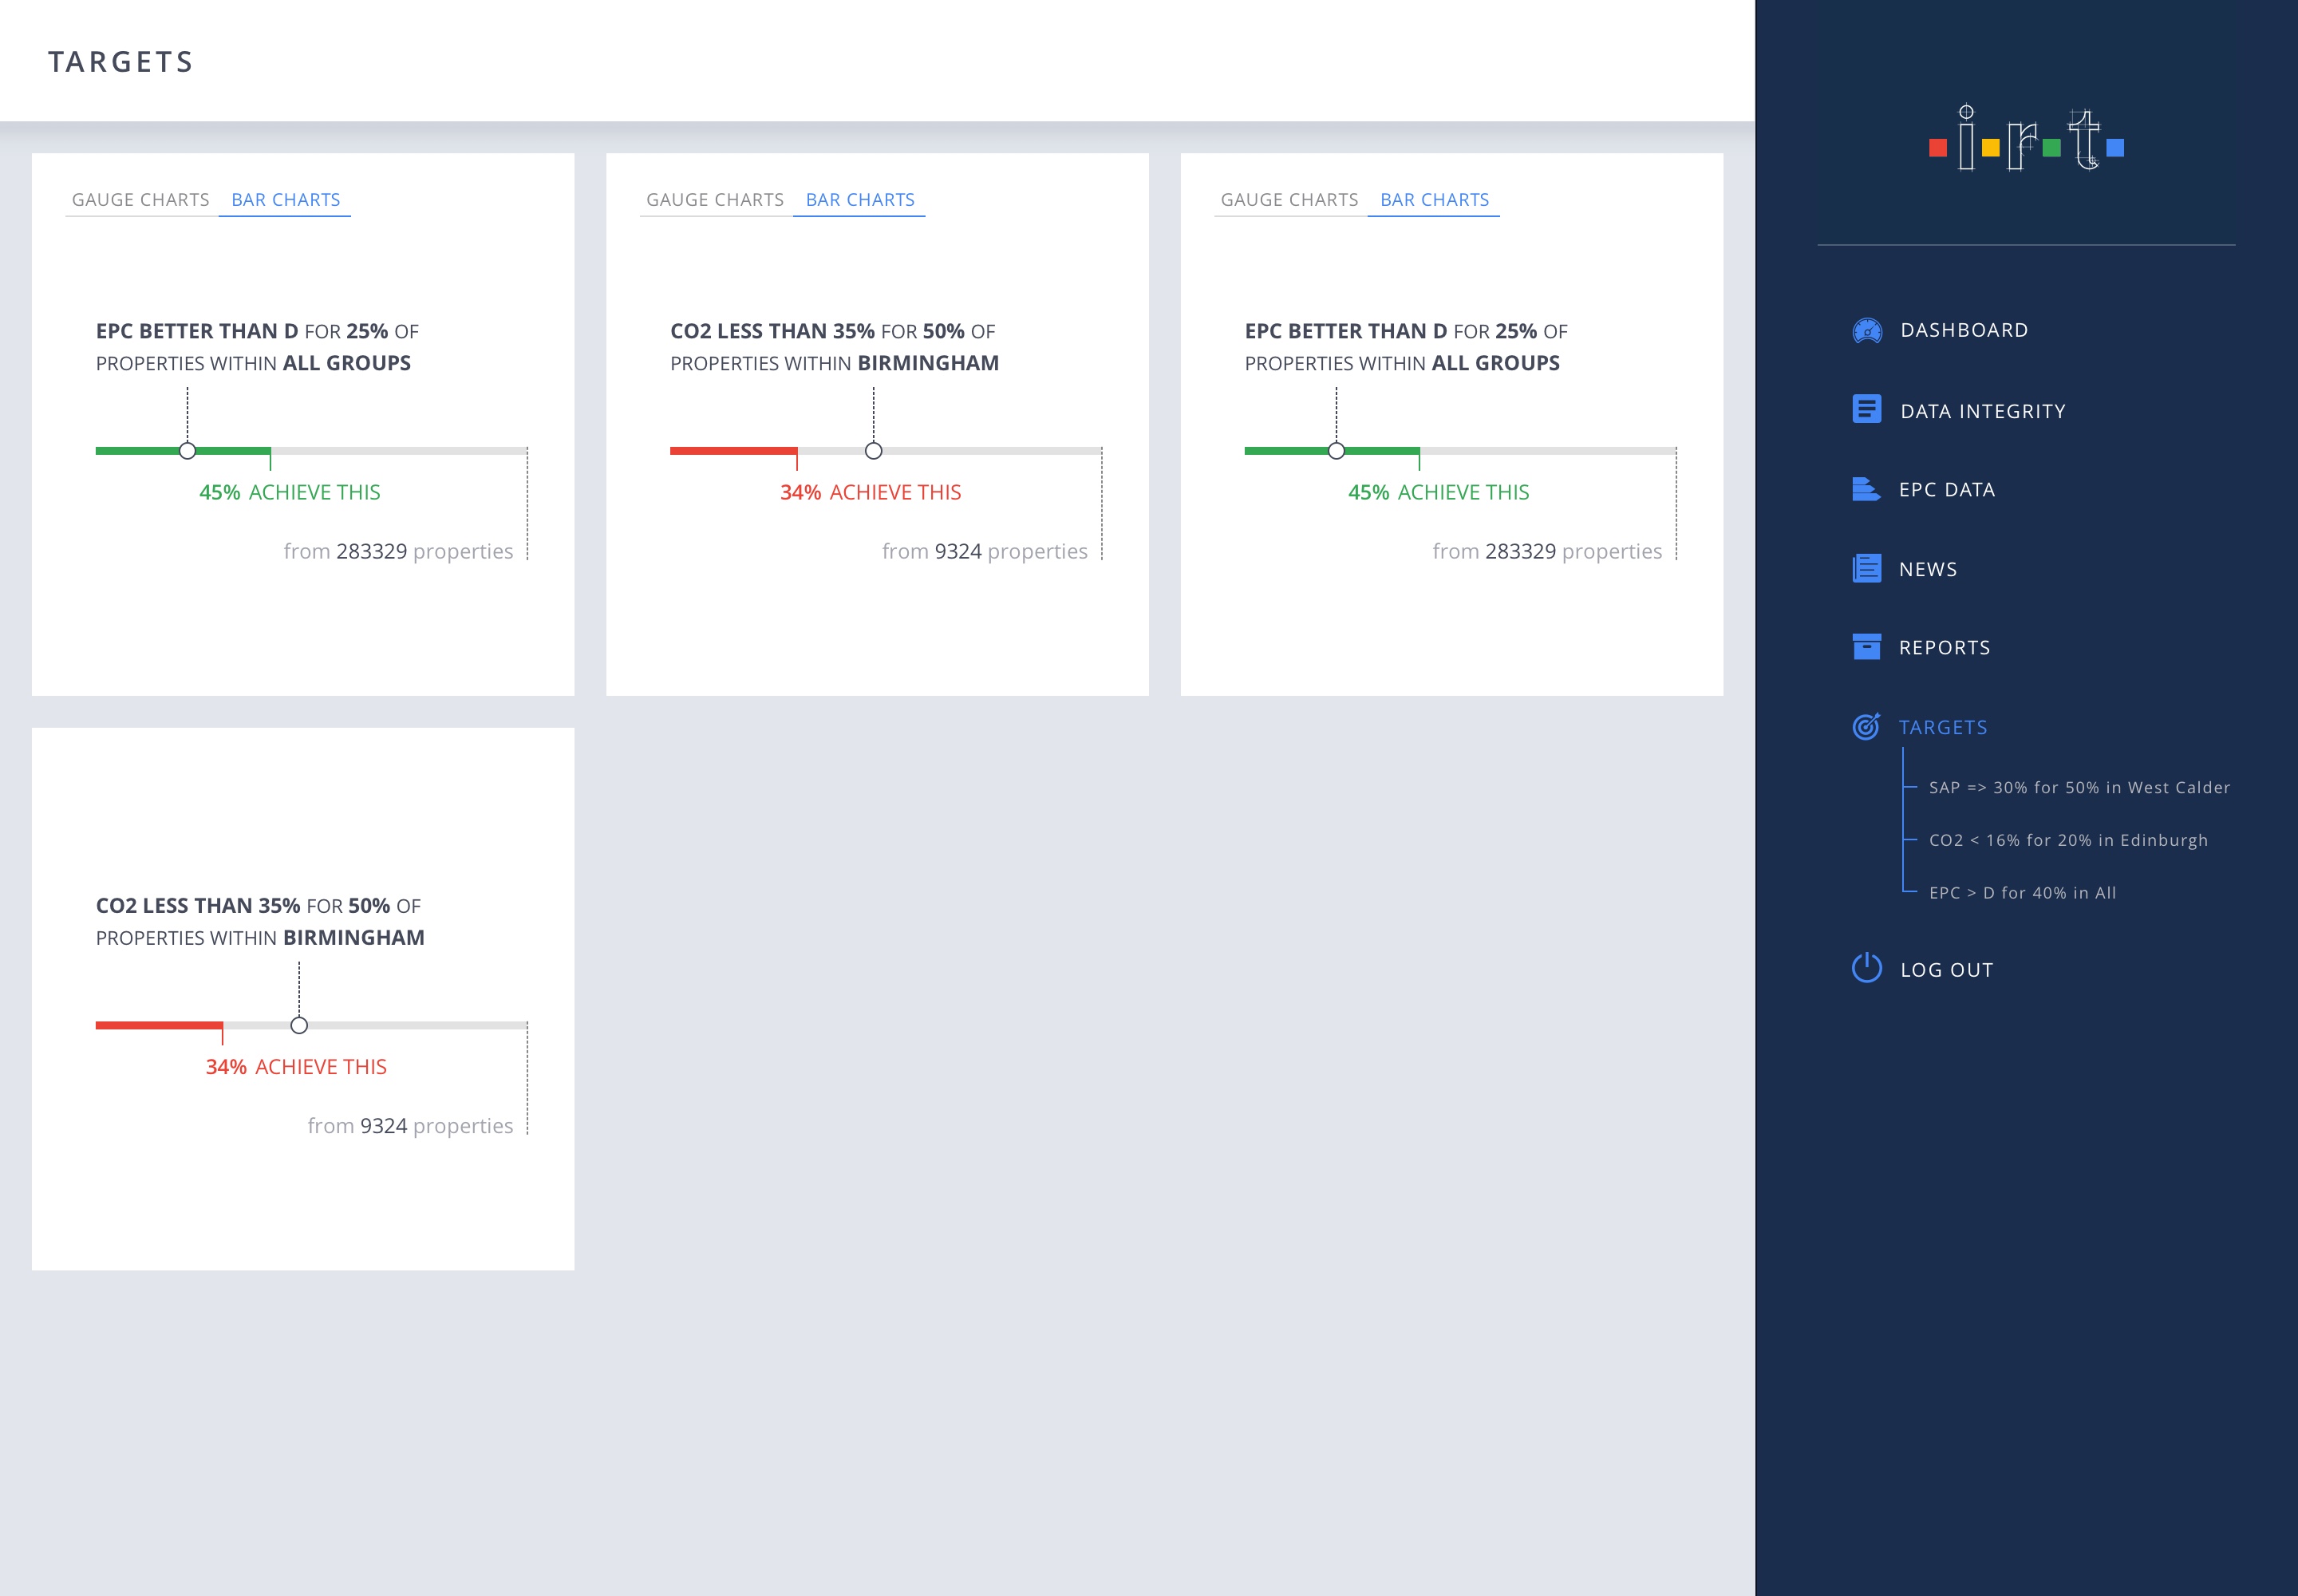 TARGETS
GAUGE CHARTS BAR CHARTS
EPC BETTER THAN D FOR 25% OF
PROPERTIES WITHIN ALL GROUPS
45% ACHIEVE THIS
from 283329 properties
GAUGE CHARTS BAR CHARTS
CO2 LESS THAN 35% FOR 50% OF
PROPERTIES WITHIN BIRMINGHAM
34% ACHIEVE THIS
from 9324 properties
GAUGE CHARTS BAR CHARTS
EPC BETTER THAN D FOR 25% OF
PROPERTIES WITHIN ALL GROUPS
45% ACHIEVE THIS
from 283329 properties
CO2 LESS THAN 35% FOR 50% OF
PROPERTIES WITHIN BIRMINGHAM
34% ACHIEVE THIS
from 9324 properties
i r t
DASHBOARD
DATA INTEGRITY
EPC DATA
NEWS
REPORTS
TARGETS
SAP => 30% for 50% in West Calder
CO2 < 16% for 20% in Edinburgh
EPC > D for 40% in All
LOG OUT